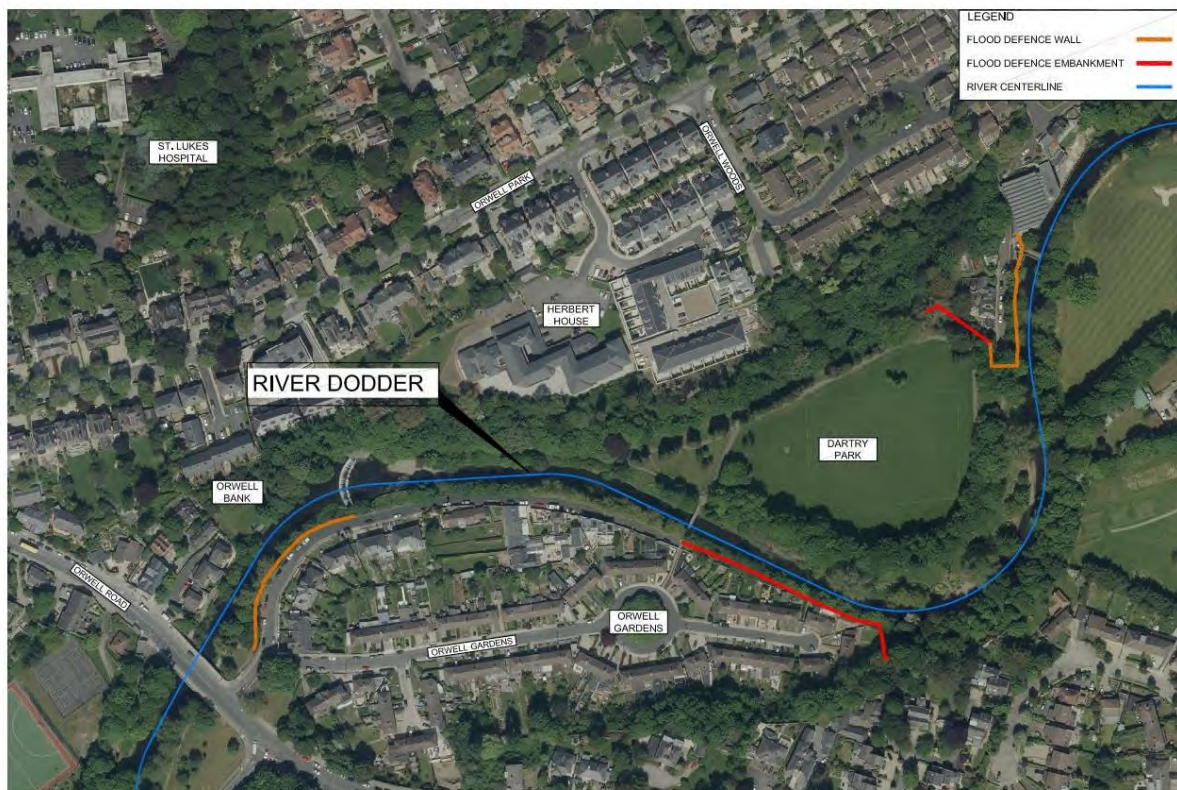 LEGEND
FLOOD DEFENCE WALL
FLOOD DEFENCE EMBANKMENT
RIVER CENTERLINE
ST. LUKES
HOSPITAL
ORWELL PARK
ORWELL WOODS
HERBERT
HOUSE
RIVER DODDER
DARTRY
PARK
ORWELL
BANK
ORWELL ROAD
ORWELL
GARDENS
ORWELL GARDENS